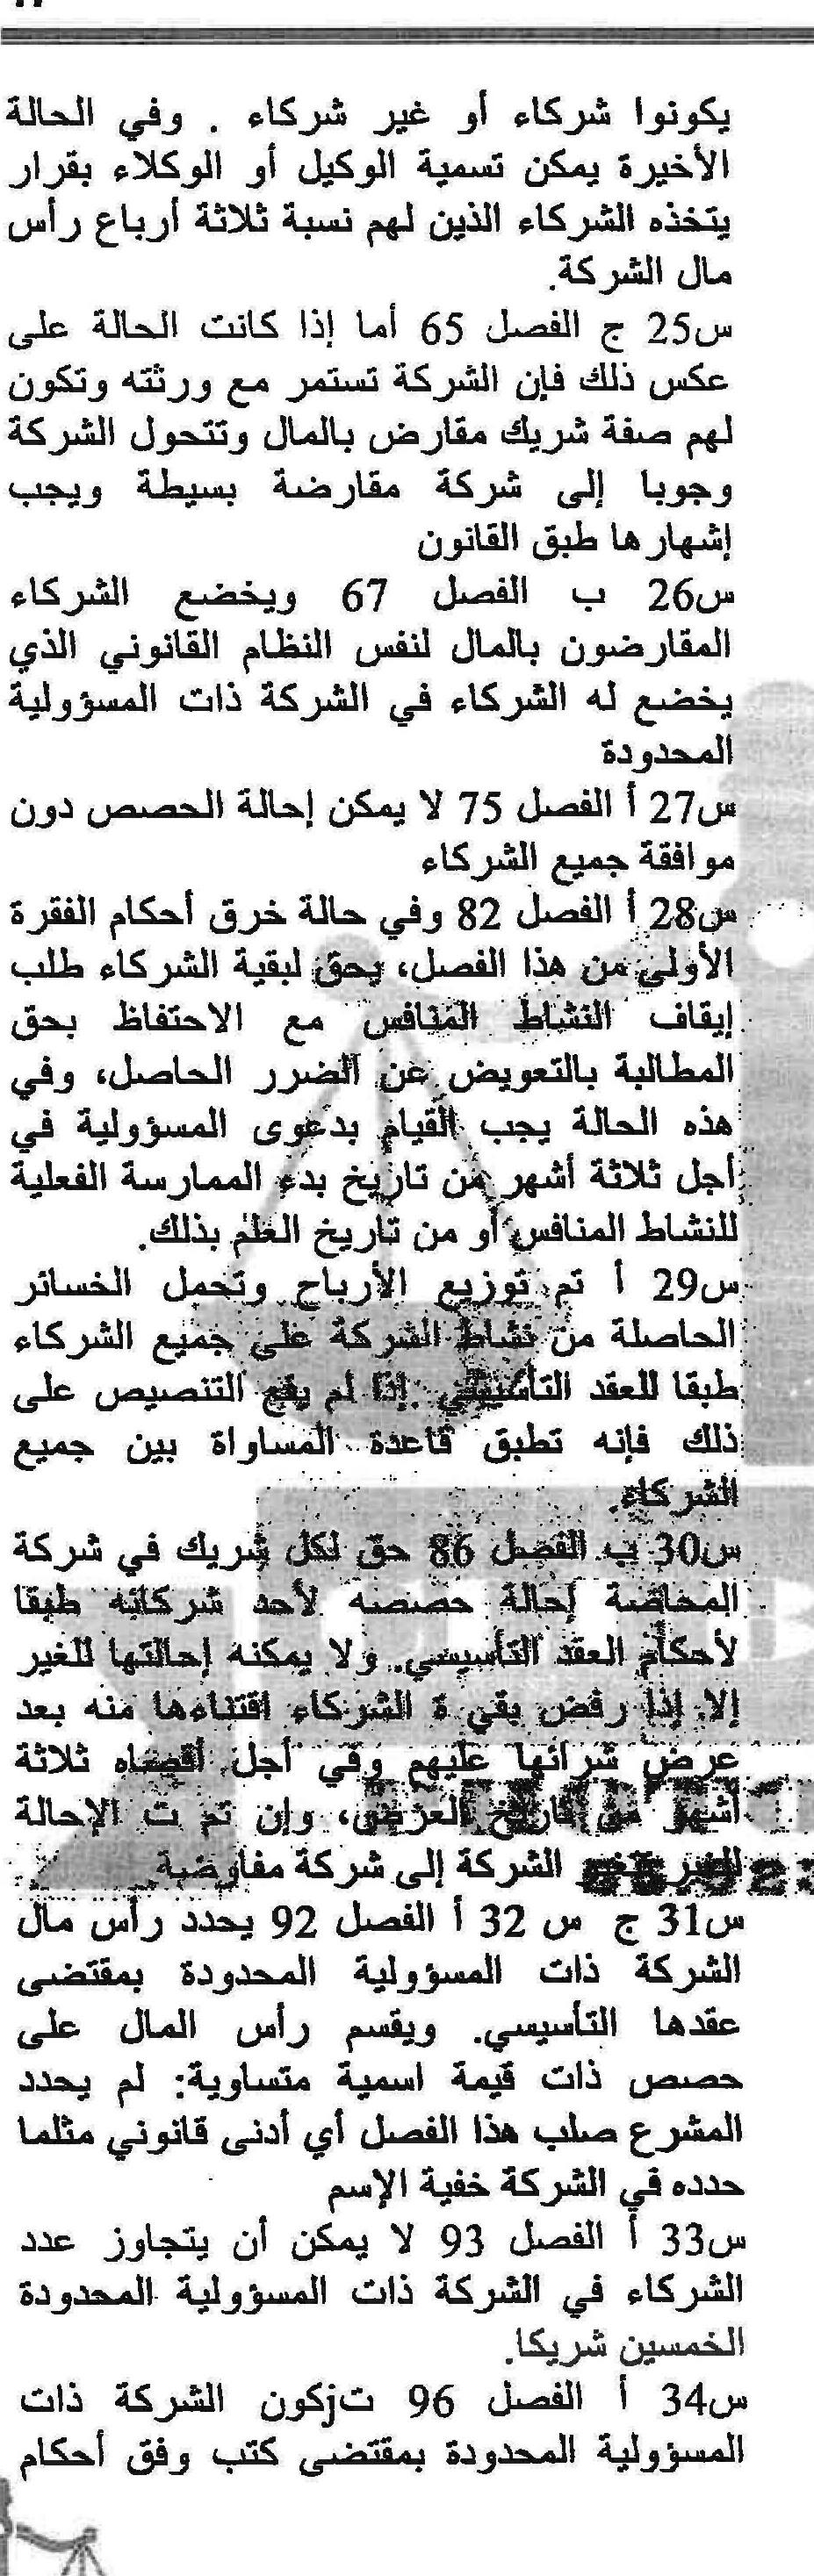 يكونوا شركاء أو غير شركاء . وفي الحالة
الأخيرة يمكن تسمية الوكيل أو الوكلاء بقرار
يتخذه الشركاء الذين لهم نسبة ثلاثة أرباع رأس
مال الشركة.
س25 ج الفصل 65 أما إذا كانت الحالة على
عكس ذلك فإن الشركة تستمر مع ورثته وتكون
لهم صفة شريك مقارض بالمال وتتحول الشركة
وجوبا إلى شركة مقارضة بسيطة ويجب
إشهارها طبق القانون
س26 ب الفصل 67 ويخضع الشركاء
المقارضون بالمال لنفس النظام القانوني الذي
يخضع له الشركاء في الشركة ذات المسؤولية
المحدودة
س27 أ الفصل 75 لا يمكن إحالة الحصص دون
موافقة جميع الشركاء
س28 أ الفصل 82 وفي حالة خرق أحكام الفقرة
الأولى من هذا الفصل، يحق لبقية الشركاء طلب
إيقاف النشاط المنافس مع الاحتفاظ بحق
المطالبة بالتعويض عن الضرر الحاصل، وفي
هذه الحالة يجب القيام بدعوى المسؤولية في
أجل ثلاثة أشهر من تاريخ بدء الممارسة الفعلية
للنشاط المنافس أو من تاريخ العلم بذلك.
س29 أ تم توزيع الأرباح وتحمل الخسائر
الحاصلة من نشاط الشركة على جميع الشركاء
طبقا للعقد التأسيسي .إذا لم يقع التنصيص على
ذلك فإنه تطبق قاعدة المساواة بين جميع
الشركاء.
س30 ب الفصل 86 حق لكل شريك في شركة
المحاصة إحالة حصصه لأحد شركائه طبقا
لأحكام العقد التأسيسي. ولا يمكنه إحالتها للغير
إلا إذا رفض بقي ة الشركاء اقتناءها منه بعد
عرض شرائها عليهم وفي أجل أقصاه ثلاثة
أشهر من تاريخ العرض، وإن تم ت الإحالة
الشركة إلى شركة مفاوضة
س31 ج س 32 أ الفصل 92 يحدد رأس مال
الشركة ذات المسؤولية المحدودة بمقتضى
عقدها التأسيسي. ويقسم رأس المال على
حصص ذات قيمة اسمية متساوية: لم يحدد
المشرع صلب هذا الفصل أي أدنى قانوني مثلما
حدده في الشركة خفية الإسم
س33 أ الفصل 93 لا يمكن أن يتجاوز عدد
الشركاء في الشركة ذات المسؤولية المحدودة
الخمسين شريكا.
س34 أ الفصل 96 تjكون الشركة ذات
المسؤولية المحدودة بمقتضى كتب وفق أحكام